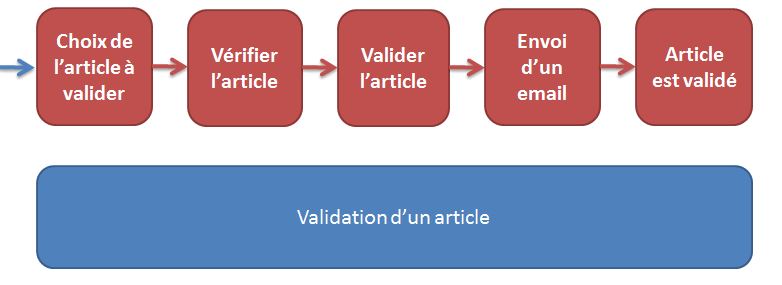 Choix de
l’article à
valider
Vérifier
l’article
Valider
l’article
Envoi
d’un
email
Article
est validé
Validation d’un article